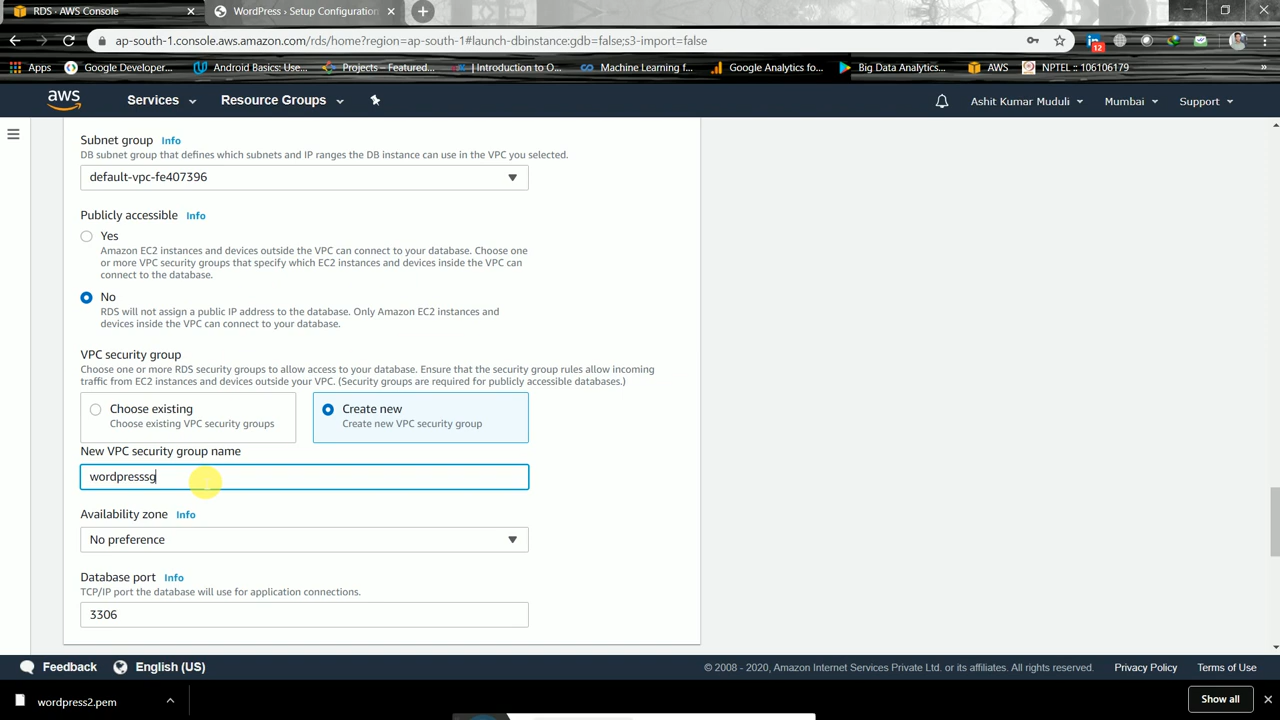 RDS · AWS Console
WordPress › Setup Configuration
ap-south-1.console.aws.amazon.com/rds/home?region=ap-south-1#launch-dbinstance:gdb=false;s3-import=false
12
Apps
Google Developer...
Android Basics: Use...
Projects – Featured...
| Introduction to O...
Machine Learning f...
Google Analytics fo...
Big Data Analytics...
AWS
NPTEL :: 106106179
»
aws
Services
Resource Groups
Ashit Kumar Muduli
Mumbai
Support
Subnet group Info
DB subnet group that defines which subnets and IP ranges the DB instance can use in the VPC you selected.
default-vpc-fe407396
Publicly accessible Info
Yes
Amazon EC2 instances and devices outside the VPC can connect to your database. Choose one
or more VPC security groups that specify which EC2 instances and devices inside the VPC can
connect to the database.
No
RDS will not assign a public IP address to the database. Only Amazon EC2 instances and
devices inside the VPC can connect to your database.
VPC security group
Choose one or more RDS security groups to allow access to your database. Ensure that the security group rules allow incoming
traffic from EC2 instances and devices outside your VPC. (Security groups are required for publicly accessible databases.)
Choose existing
Choose existing VPC security groups
Create new
Create new VPC security group
New VPC security group name
wordpresssg
Availability zone Info
No preference
Database port Info
TCP/IP port the database will use for application connections.
3306
Feedback
English (US)
© 2008 - 2020, Amazon Internet Services Private Ltd. or its affiliates. All rights reserved.
Privacy Policy
Terms of Use
wordpress2.pem
Show all